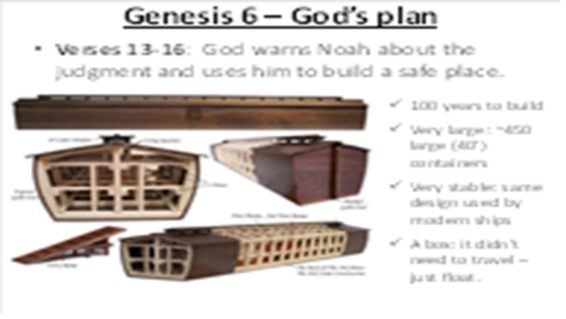 Genesis 6 – God's plan
• Verses 13-16: God warns Noah about the
judgment and uses him to build a safe place.
✓ 100 years to build
✓ Very large: ~450
large (40')
containers
✓ Very stable: same
design used by
modern ships
✓ A box: it didn't
need to travel –
just float.